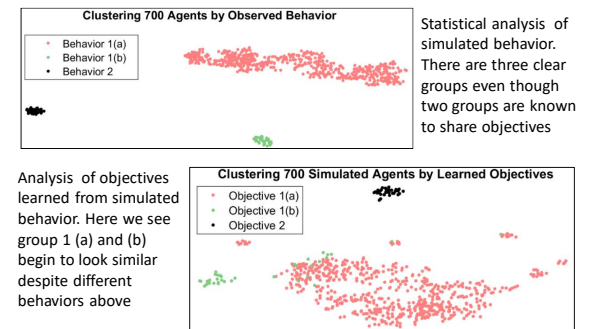 Clustering 700 Agents by Observed Behavior
Behavior 1(a)
Behavior 1(b)
Behavior 2
Statistical analysis of
simulated behavior.
There are three clear
groups even though
two groups are known
to share objectives
Analysis of objectives
learned from simulated
behavior. Here we see
group 1 (a) and (b)
begin to look similar
despite different
behaviors above
Clustering 700 Simulated Agents by Learned Objectives
Objective 1(a)
Objective 1(b)
Objective 2